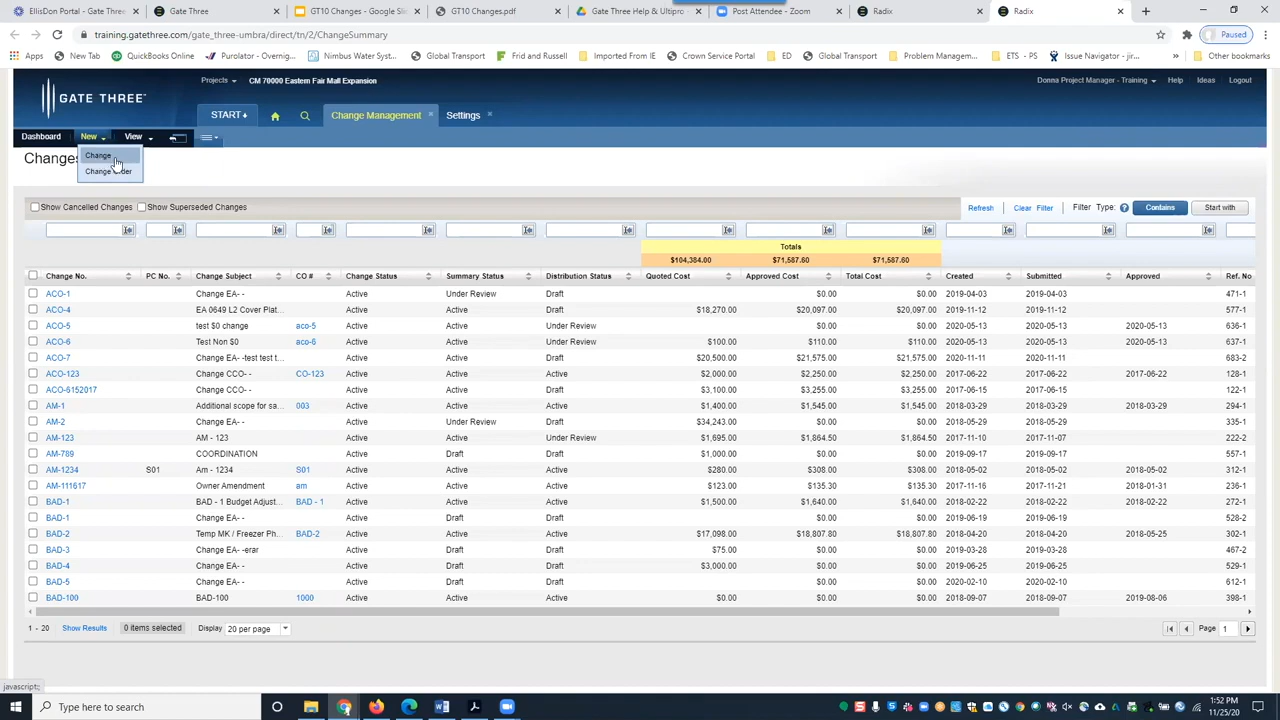 EllisDon Portal - Gate Three
Gate Three
GT10 Changes - Google Sli
GT10 Changes.pdf
Gate Three Help & Ultipro
Post Attendee - Zoom
Radix
Radix
training.gatethree.com/gate_three-umbra/direct/tn/2/ChangeSummary
Paused
Apps
New Tab
QuickBooks Online
Purolator - Overnig...
Nimbus Water Syst...
Global Transport
Frid and Russell
Imported From IE
Crown Service Portal
ED
Global Transport
Problem Managem...
ETS - PS
Issue Navigator - jir...
»
Other bookmarks
GATE THREE™
Projects
CM 70000 Eastern Fair Mall Expansion
Donna Project Manager - Training
Help
Ideas
Logout
START+
Change Management
Settings
Dashboard
New
View
Changes
Change
Change Order
Show Cancelled Changes
Show Superseded Changes
Refresh
Clear Filter
Filter Type:
Contains
Start with
Totals
$104,384.00 $71,587.60 $71,587.60
Change No. PC No. Change Subject CO # Change Status Summary Status Distribution Status Quoted Cost Approved Cost Total Cost Created Submitted Approved Ref. No
ACO-1 Change EA- - Active Under Review Draft $0.00 $0.00 2019-04-03 2019-04-03 471-1
ACO-4 EA 0649 L2 Cover Plat... Active Active Draft $18,270.00 $20,097.00 $20,097.00 2019-11-12 2019-11-12 577-1
ACO-5 test $0 change aco-5 Active Active Under Review $0.00 $0.00 2020-05-13 2020-05-13 2020-05-13 636-1
ACO-6 Test Non $0 aco-6 Active Active Under Review $100.00 $110.00 $110.00 2020-05-13 2020-05-13 2020-05-13 637-1
ACO-7 Change EA- -test test t... Active Active Draft $20,500.00 $21,575.00 $21,575.00 2020-11-11 2020-11-11 683-2
ACO-123 Change CCO- - CO-123 Active Active Active $2,000.00 $2,250.00 $2,250.00 2017-06-22 2017-06-22 2017-06-22 128-1
ACO-6152017 Change CCO- - Active Active Draft $3,100.00 $3,255.00 $3,255.00 2017-06-15 2017-06-15 122-1
AM-1 Additional scope for sa... 003 Active Active Active $1,400.00 $1,545.00 $1,545.00 2018-03-29 2018-03-29 2018-03-29 294-1
AM-2 Change EA- - Active Under Review Draft $34,243.00 $0.00 $0.00 2018-05-29 2018-05-29 335-1
AM-123 AM - 123 Active Active Under Review $1,695.00 $1,864.50 $1,864.50 2017-11-10 2017-11-07 222-2
AM-789 COORDINATION Active Draft Draft $1,000.00 $0.00 $0.00 2019-09-17 2019-09-17 557-1
AM-1234 S01 Am - 1234 S01 Active Active Active $280.00 $308.00 $308.00 2018-05-02 2018-05-02 2018-05-02 312-1
AM-111617 Owner Amendment am Active Active Active $123.00 $135.30 $135.30 2017-11-16 2017-11-21 2018-01-31 236-1
BAD-1 BAD - 1 Budget Adjust... BAD - 1 Active Active Active $1,500.00 $1,640.00 $1,640.00 2018-02-22 2018-02-22 2018-02-22 272-1
BAD-1 Change EA- - Active Draft Draft $0.00 $0.00 2019-06-19 2019-06-19 528-2
BAD-2 Temp MK / Freezer Ph... BAD-2 Active Active Active $17,098.00 $18,807.80 $18,807.80 2018-04-20 2018-04-20 2018-05-25 302-1
BAD-3 Change EA- -erar Active Draft Draft $75.00 $0.00 $0.00 2019-03-28 2019-03-28 467-2
BAD-4 Change EA- - Active Draft Draft $3,000.00 $0.00 $0.00 2019-06-25 2019-06-25 529-1
BAD-5 Change EA- - Active Draft Draft $0.00 $0.00 2020-02-10 2020-02-10 612-1
BAD-100 BAD-100 1000 Active Active Active $0.00 $0.00 $0.00 2018-09-07 2018-09-07 2019-08-06 398-1
1 - 20 Show Results 0 items selected Display 20 per page Page 1
javascript:;
Type here to search
1:52 PM
11/25/20